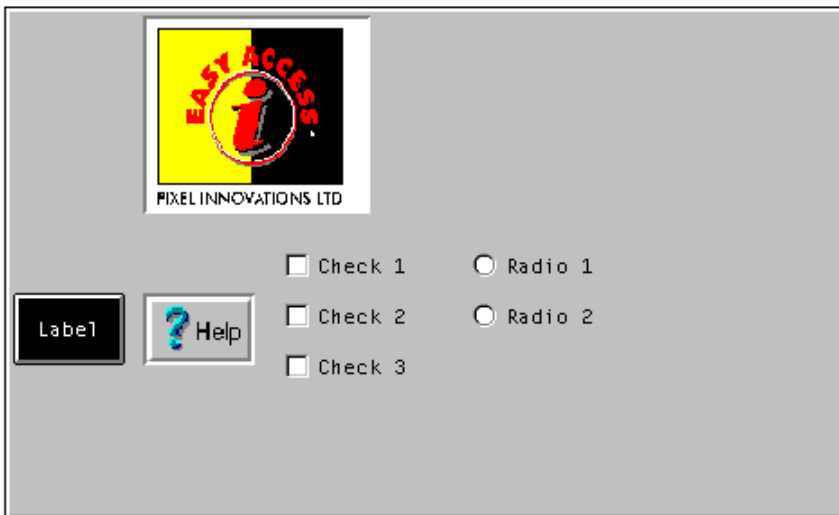 EASY ACCESS
i
PIXEL INNOVATIONS LTD
Check 1
Radio 1
Label
? Help
Check 2
Radio 2
Check 3